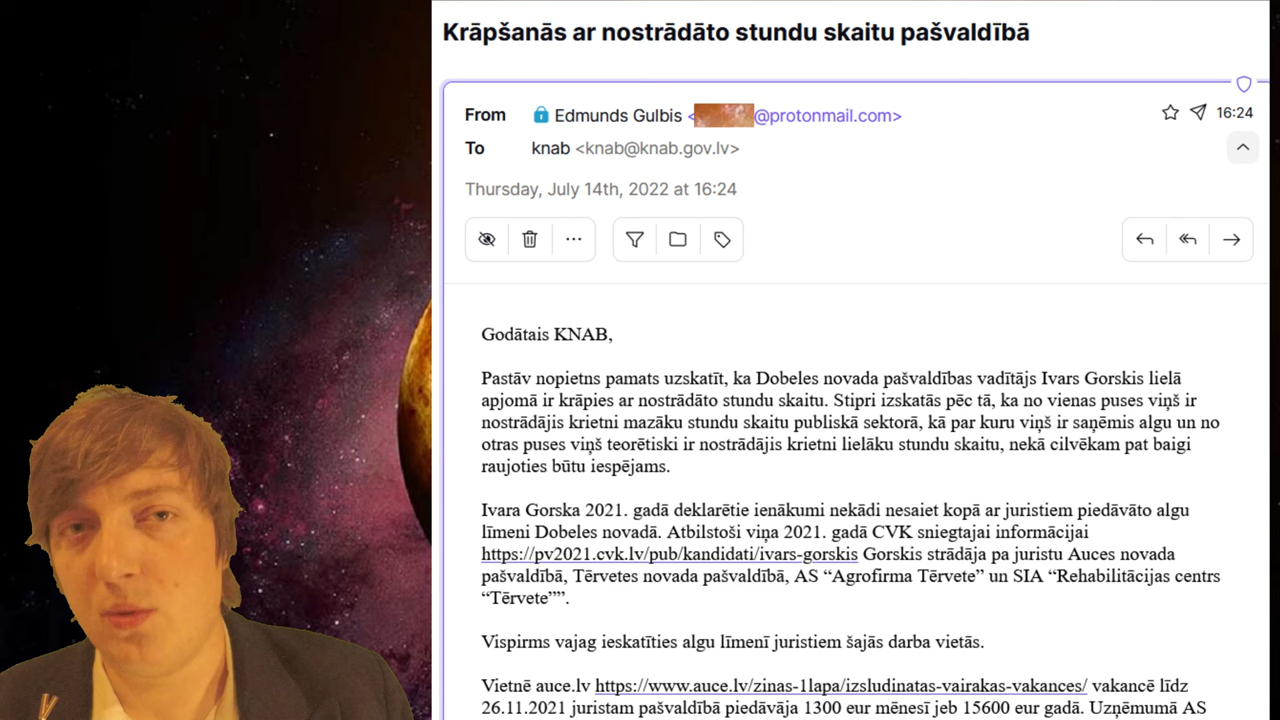 Krāpšanās ar nostrādāto stundu skaitu pašvaldībā
From Edmunds Gulbis < @protonmail.com> 16:24
To knab <knab@knab.gov.lv>
Thursday, July 14th, 2022 at 16:24
Godātais KNAB,
Pastāv nopietns pamats uzskatīt, ka Dobeles novada pašvaldības vadītājs Ivars Gorskis lielā
apjomā ir krāpies ar nostrādāto stundu skaitu. Stipri izskatās pēc tā, ka no vienas puses viņš ir
nostrādājis krietni mazāku stundu skaitu publiskā sektorā, kā par kuru viņš ir saņēmis algu un no
otras puses viņš teorētiski ir nostrādājis krietni lielāku stundu skaitu, nekā cilvēkam pat baigi
raujoties būtu iespējams.
Ivara Gorska 2021. gadā deklarētie ienākumi nekādi nesaiet kopā ar juristiem piedāvāto algu
līmeni Dobeles novadā. Atbilstoši viņa 2021. gadā CVK sniegtajai informācijai
https://pv2021.cvk.lv/pub/kandidati/ivars-gorskis Gorskis strādāja pa juristu Auces novada
pašvaldībā, Tērvetes novada pašvaldībā, AS “Agrofirma Tērvete” un SIA “Rehabilitācijas centrs
“Tērvete””.
Vispirms vajag ieskatīties algu līmenī juristiem šajās darba vietās.
Vietnē auce.lv https://www.auce.lv/zinas-1lapa/izsludinatas-vairakas-vakances/ vakancē līdz
26.11.2021 juristam pašvaldībā piedāvāja 1300 eur mēnesī jeb 15600 eur gadā. Uzņēmumā AS